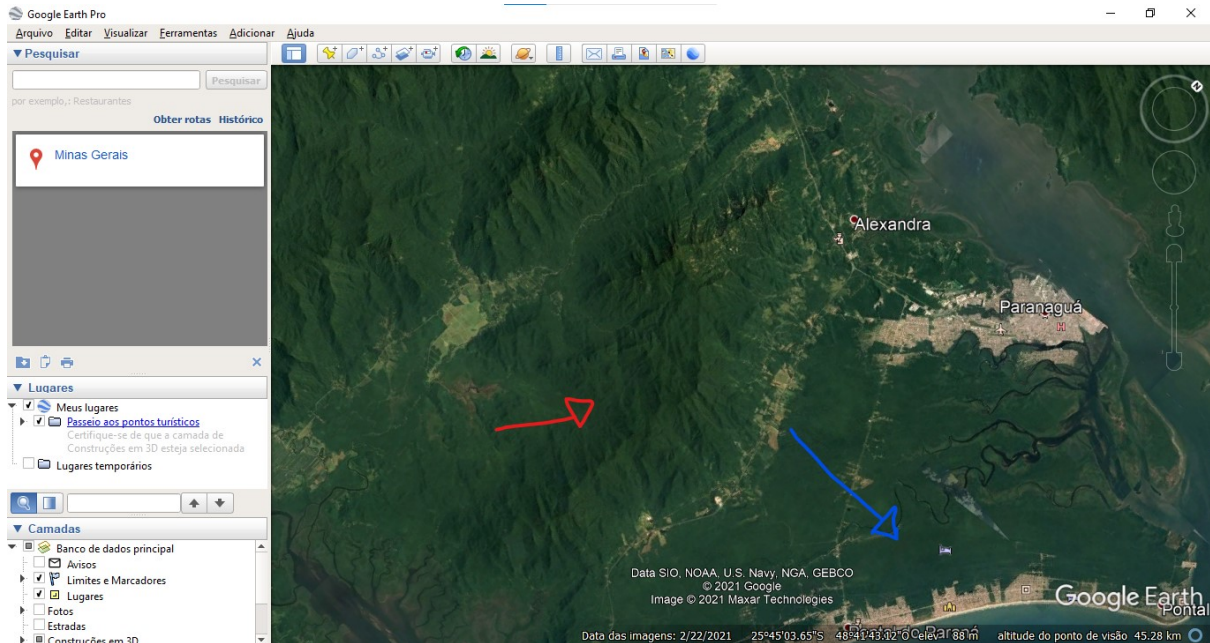 Google Earth Pro
Arquivo Editar Visualizar Ferramentas Adicionar Ajuda
Pesquisar
Pesquisar
por exemplo,: Restaurantes
Obter rotas Histórico
Minas Gerais
Lugares
Meus lugares
Passeio aos pontos turísticos
Certifique-se de que a camada de
Construções em 3D esteja selecionada
Lugares temporários
Camadas
Banco de dados principal
Avisos
Limites e Marcadores
Lugares
Fotos
Estradas
Construções em 3D
N
Alexandra
Paranaguá
H
Data SIO, NOAA, U.S. Navy, NGA, GEBCO
© 2021 Google
Image © 2021 Maxar Technologies
Google Earth
Pontal
Pontal do Paraná
Data das imagens: 2/22/2021 25°45'03.65"S 48°41'43.12"O elev 88 m altitude do ponto de visão 45.28 km